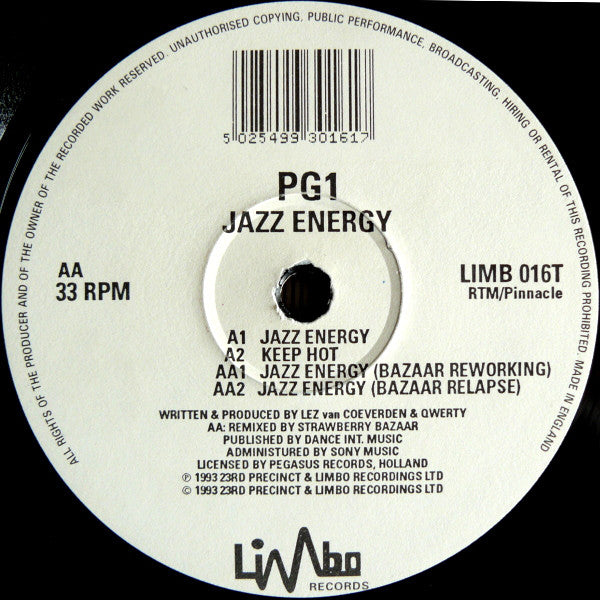 ALL RIGHTS OF THE PRODUCER AND OF THE OWNER OF THE RECORDED WORK RESERVED. UNAUTHORISED COPYING, PUBLIC PERFORMANCE, BROADCASTING, HIRING OR RENTAL OF THIS RECORDING PROHIBITED. MADE IN ENGLAND
5 025499 301617
PG1
JAZZ ENERGY
AA
33 RPM
LIMB 016T
RTM/Pinnacle
A1 JAZZ ENERGY
A2 KEEP HOT
AA1 JAZZ ENERGY (BAZAAR REWORKING)
AA2 JAZZ ENERGY (BAZAAR RELAPSE)
WRITTEN & PRODUCED BY LEZ van COEVERDEN & QWERTY
AA: REMIXED BY STRAWBERRY BAZAAR
PUBLISHED BY DANCE INT. MUSIC
ADMINISTURED BY SONY MUSIC
LICENSED BY PEGASUS RECORDS, HOLLAND
℗ 1993 23RD PRECINCT & LIMBO RECORDINGS LTD
© 1993 23RD PRECINCT & LIMBO RECORDINGS LTD
Limbo
RECORDS